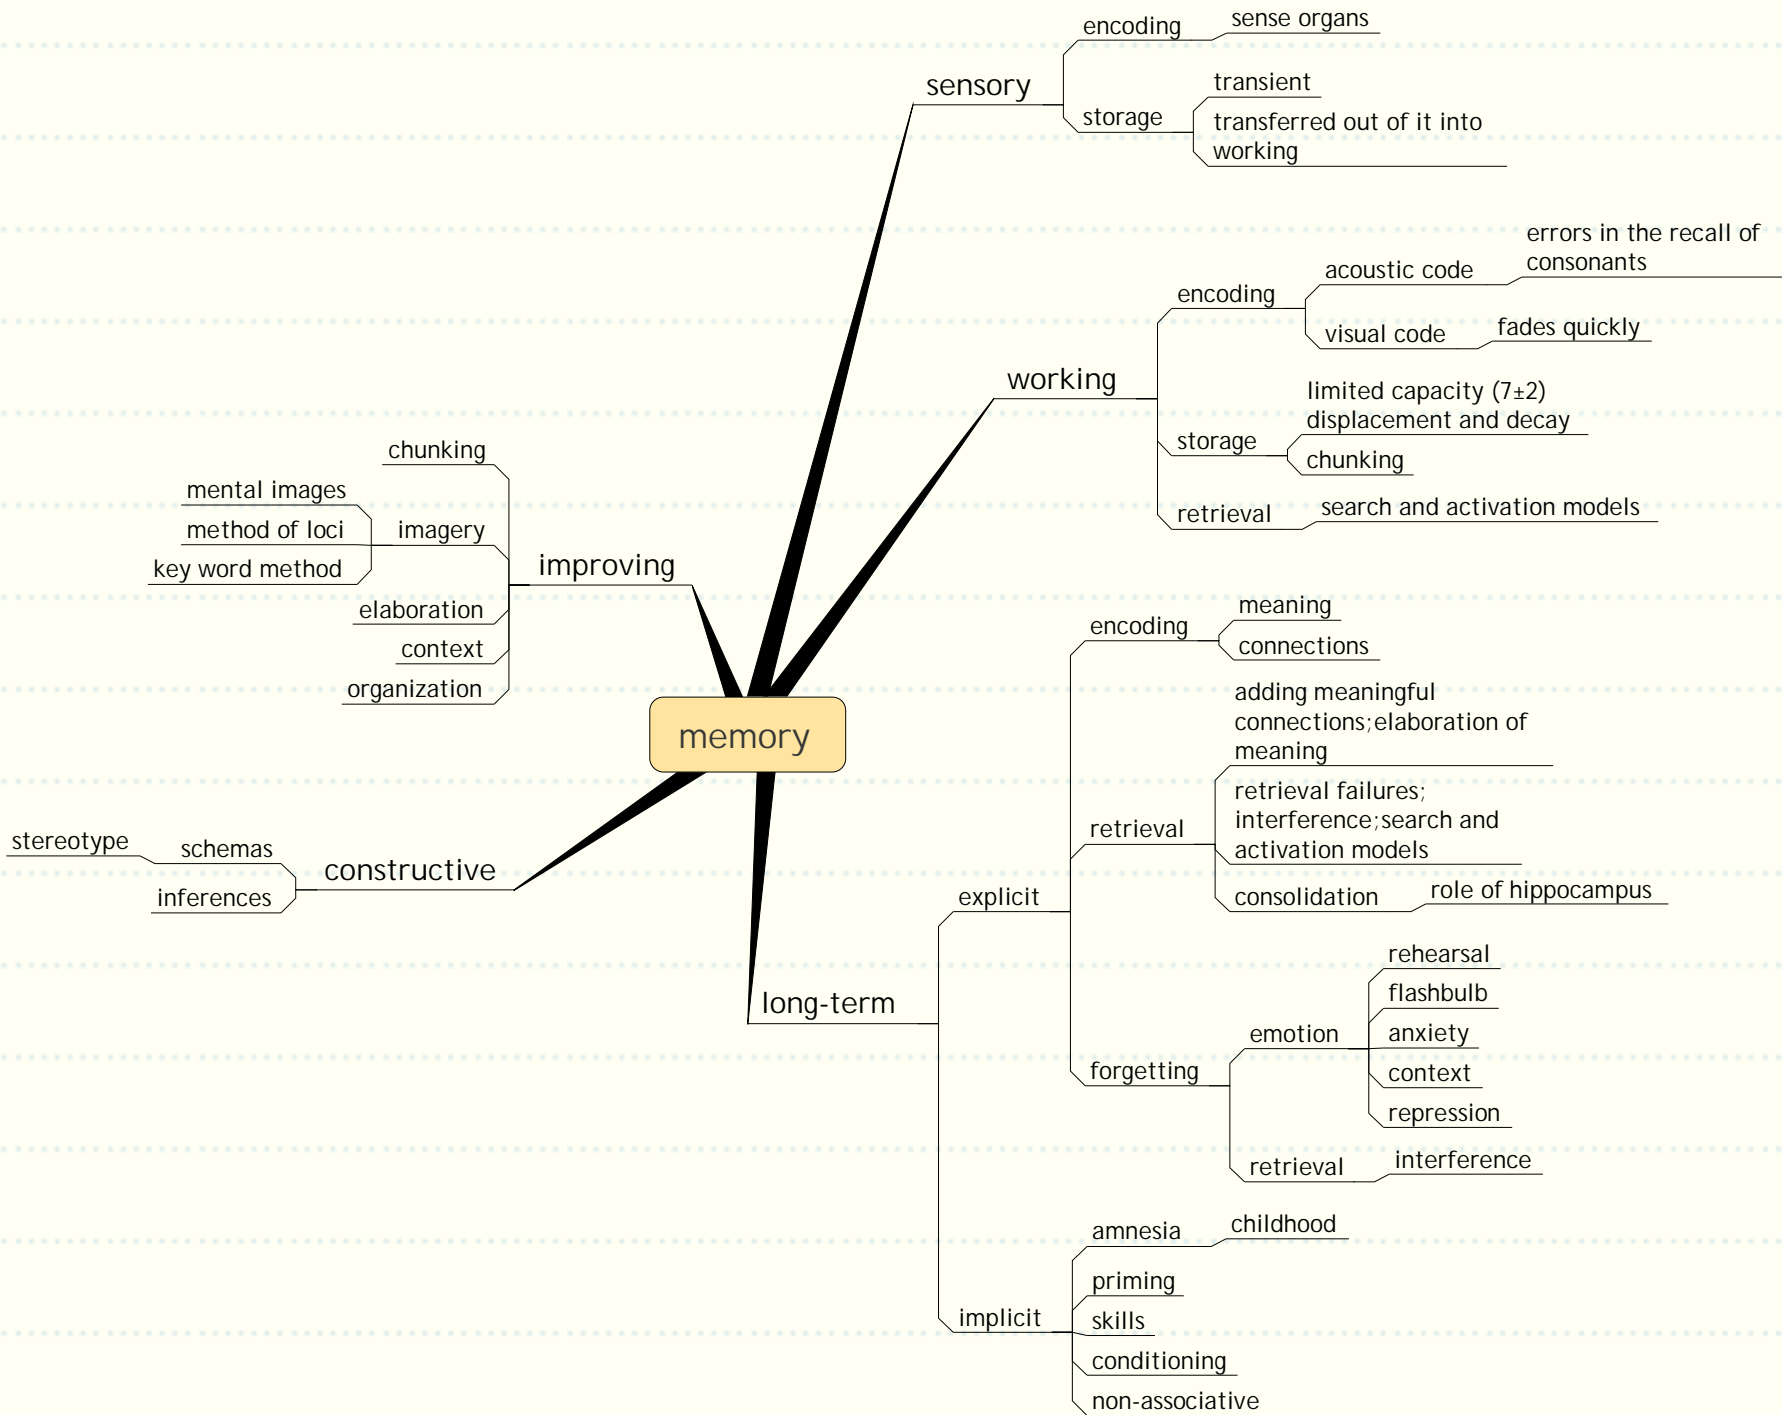 encoding
sense organs
sensory
transient
storage
transferred out of it into
working
errors in the recall of
consonants
acoustic code
encoding
visual code
fades quickly
working
limited capacity (7±2)
displacement and decay
storage
chunking
retrieval
search and activation models
chunking
mental images
method of loci
imagery
key word method
improving
elaboration
context
organization
memory
stereotype
schemas
constructive
inferences
meaning
encoding
connections
adding meaningful
connections;elaboration of
meaning
retrieval failures;
interference;search and
activation models
retrieval
consolidation
role of hippocampus
explicit
long-term
rehearsal
flashbulb
emotion
anxiety
context
forgetting
repression
retrieval
interference
amnesia
childhood
priming
implicit
skills
conditioning
non-associative